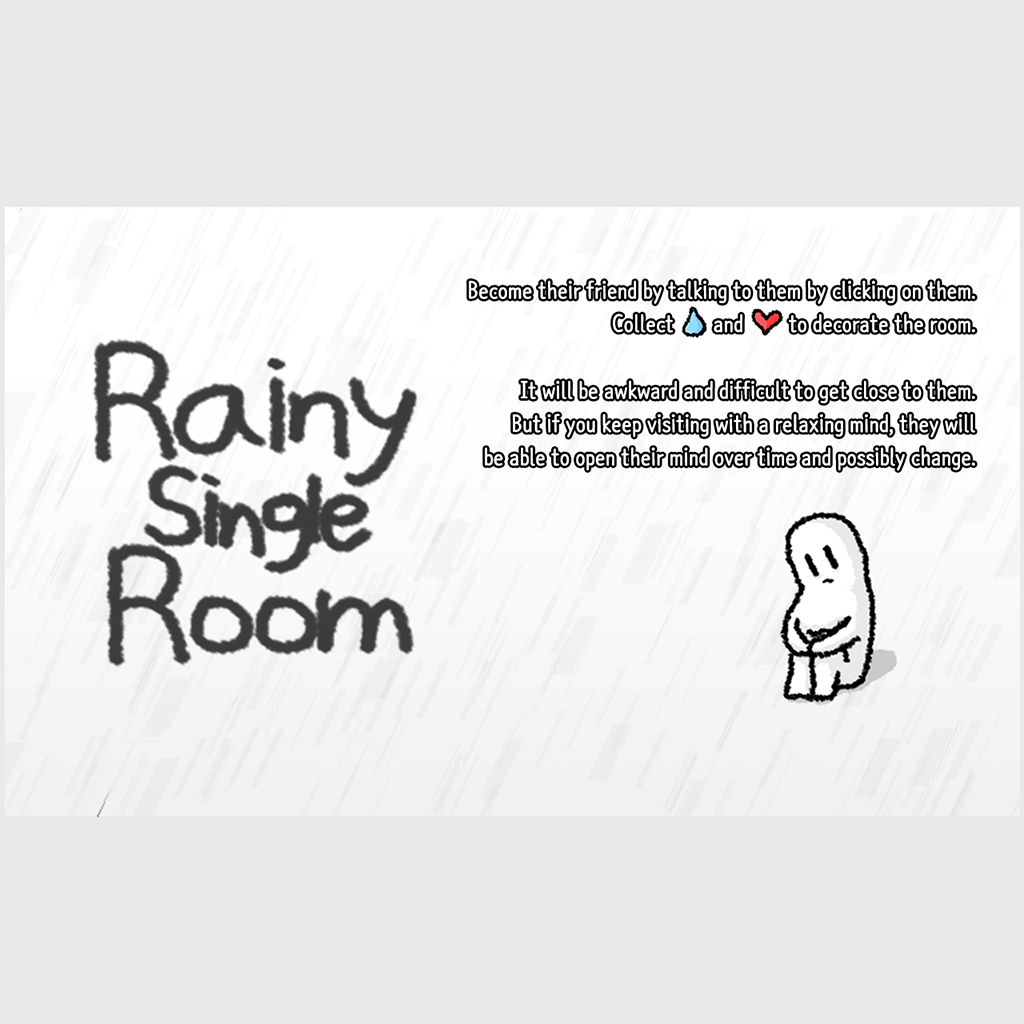 Rainy
Single
Room
Become their friend by talking to them by clicking on them.
Collect and to decorate the room.
It will be awkward and difficult to get close to them.
But if you keep visiting with a relaxing mind, they will
be able to open their mind over time and possibly change.